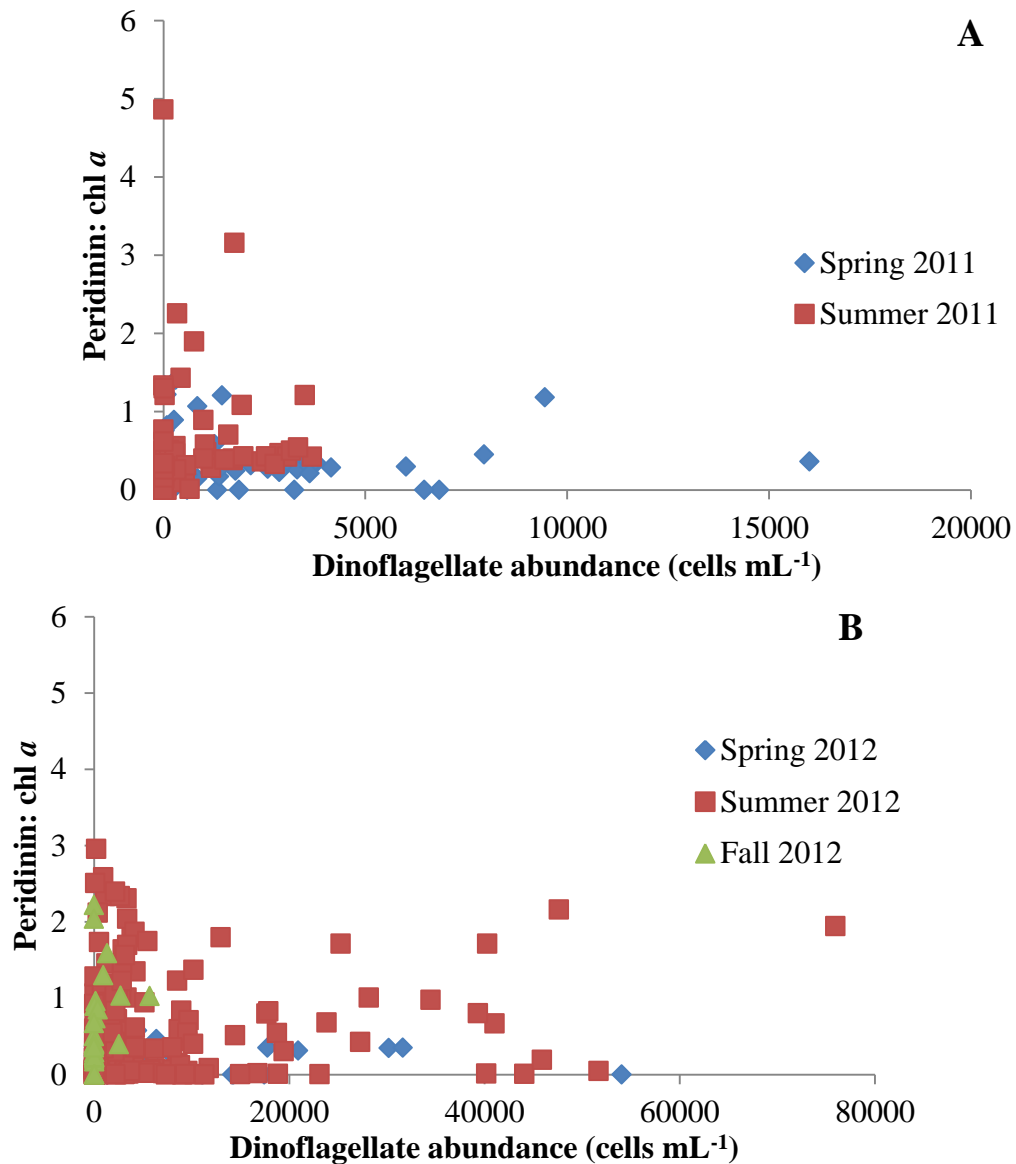 A
6
5
4
3
2
1
0
Peridinin: chl a
Spring 2011
Summer 2011
0 5000 10000 15000 20000
Dinoflagellate abundance (cells mL-1)
B
6
5
4
3
2
1
0
Peridinin: chl a
Spring 2012
Summer 2012
Fall 2012
0 20000 40000 60000 80000
Dinoflagellate abundance (cells mL-1)